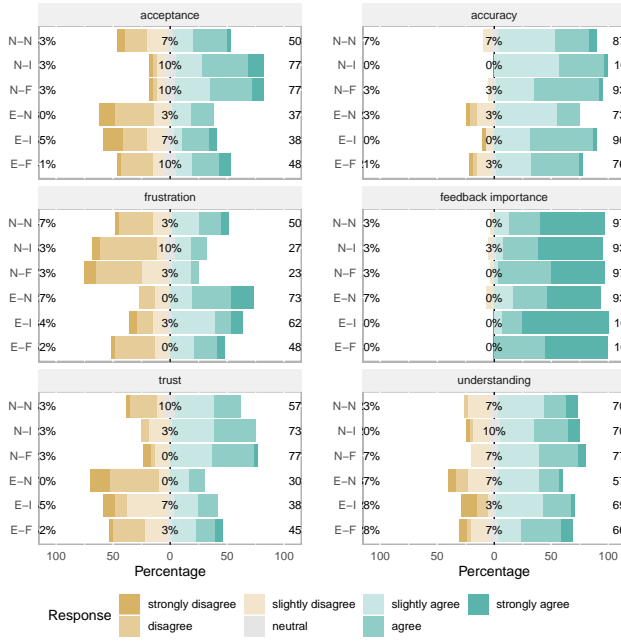 acceptance accuracy
N−N 3% 7% 50 7% 7% 87
N−I 3% 10% 77 0% 0% 10
N−F 3% 10% 77 3% 3% 93
E−N 0% 3% 37 3% 3% 73
E−I 5% 7% 38 0% 0% 90
E−F 1% 10% 48 21% 3% 76
frustration feedback importance
N−N 7% 3% 50 3% 0% 97
N−I 3% 10% 27 3% 3% 93
N−F 3% 3% 23 3% 0% 97
E−N 7% 0% 73 7% 0% 93
E−I 4% 3% 62 0% 0% 10
E−F 2% 0% 48 0% 0% 10
trust understanding
N−N 3% 10% 57 3% 7% 70
N−I 3% 3% 73 0% 10% 70
N−F 3% 0% 77 7% 7% 77
E−N 0% 0% 30 7% 7% 57
E−I 5% 7% 38 28% 3% 69
E−F 2% 3% 45 28% 7% 66
100 50 0 50 100 100 50 0 50 100
Percentage Percentage
Response strongly disagree slightly disagree slightly agree strongly agree
disagree neutral agree